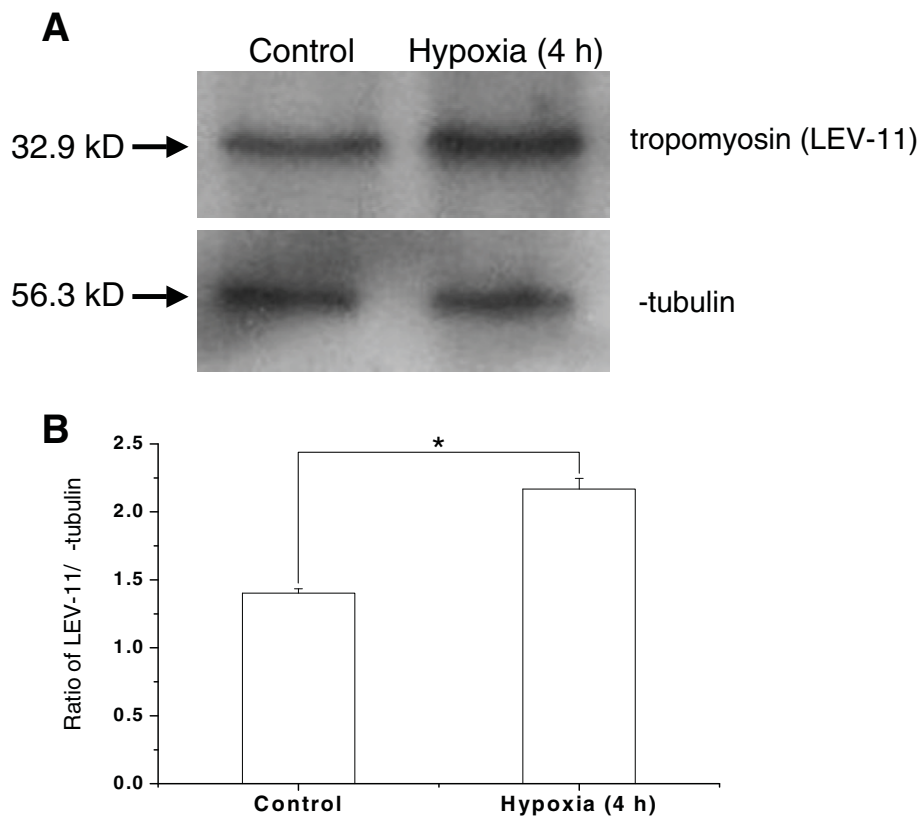 A
Control Hypoxia (4 h)
32.9 kD
tropomyosin (LEV-11)
56.3 kD
-tubulin
B
*
2.5
2.0
1.5
1.0
0.5
0.0
Ratio of LEV-11/ -tubulin
Control Hypoxia (4 h)